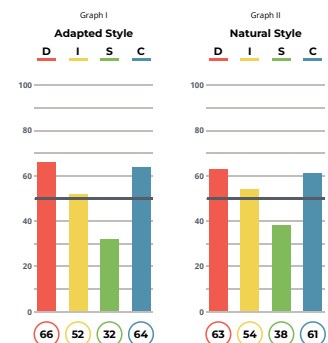 Graph I
Adapted Style
D I S C
100
80
60
40
20
0
66 52 32 64
Graph II
Natural Style
D I S C
100
80
60
40
20
0
63 54 38 61